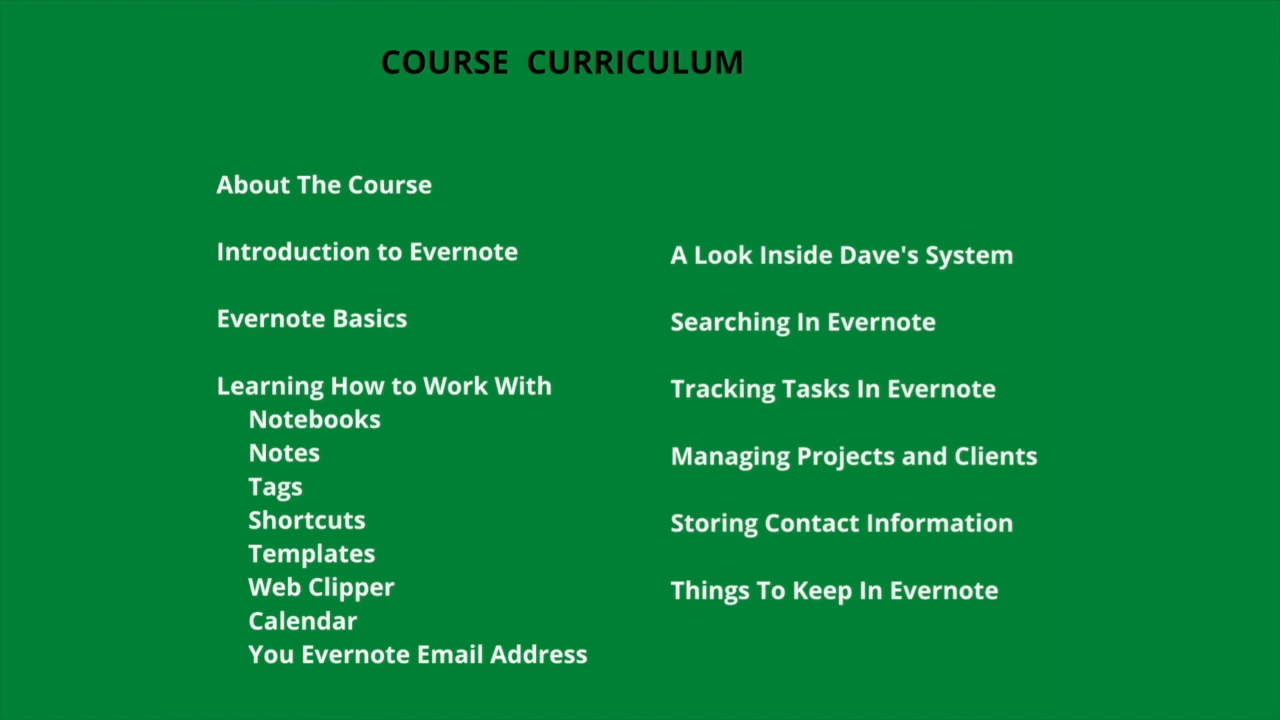 COURSE CURRICULUM
About The Course
Introduction to Evernote
Evernote Basics
Learning How to Work With
Notebooks
Notes
Tags
Shortcuts
Templates
Web Clipper
Calendar
You Evernote Email Address
A Look Inside Dave's System
Searching In Evernote
Tracking Tasks In Evernote
Managing Projects and Clients
Storing Contact Information
Things To Keep In Evernote